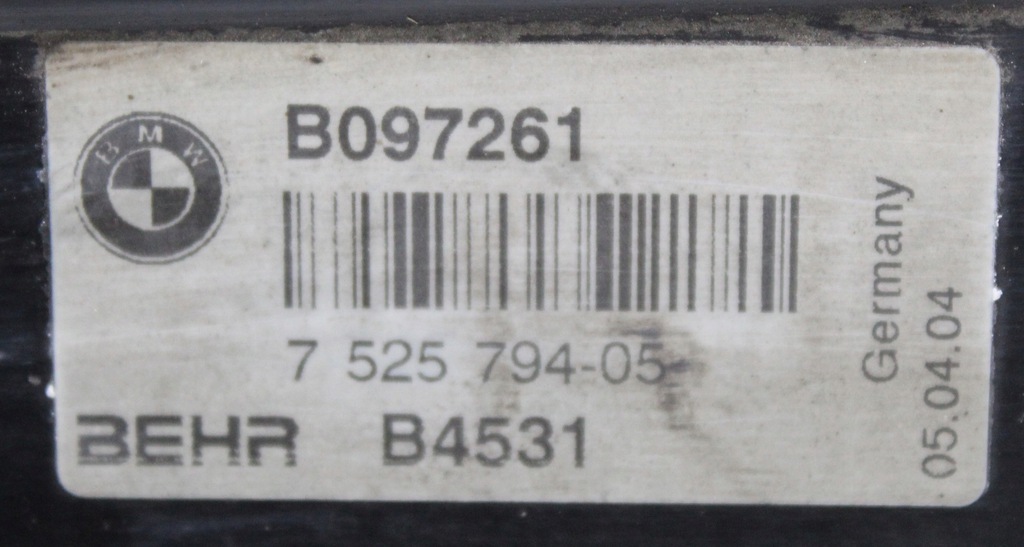 BMW
B097261
7 525 794-05
BEHR B4531
Germany
05.04.04